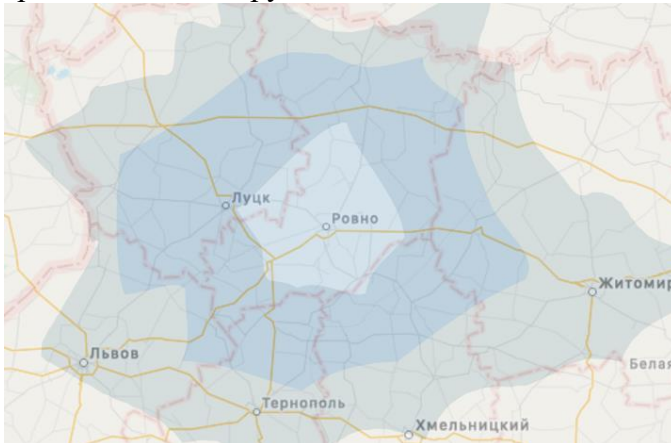 Луцк
Ровно
Житомир
Львов
Белая
Тернополь
Хмельницкий